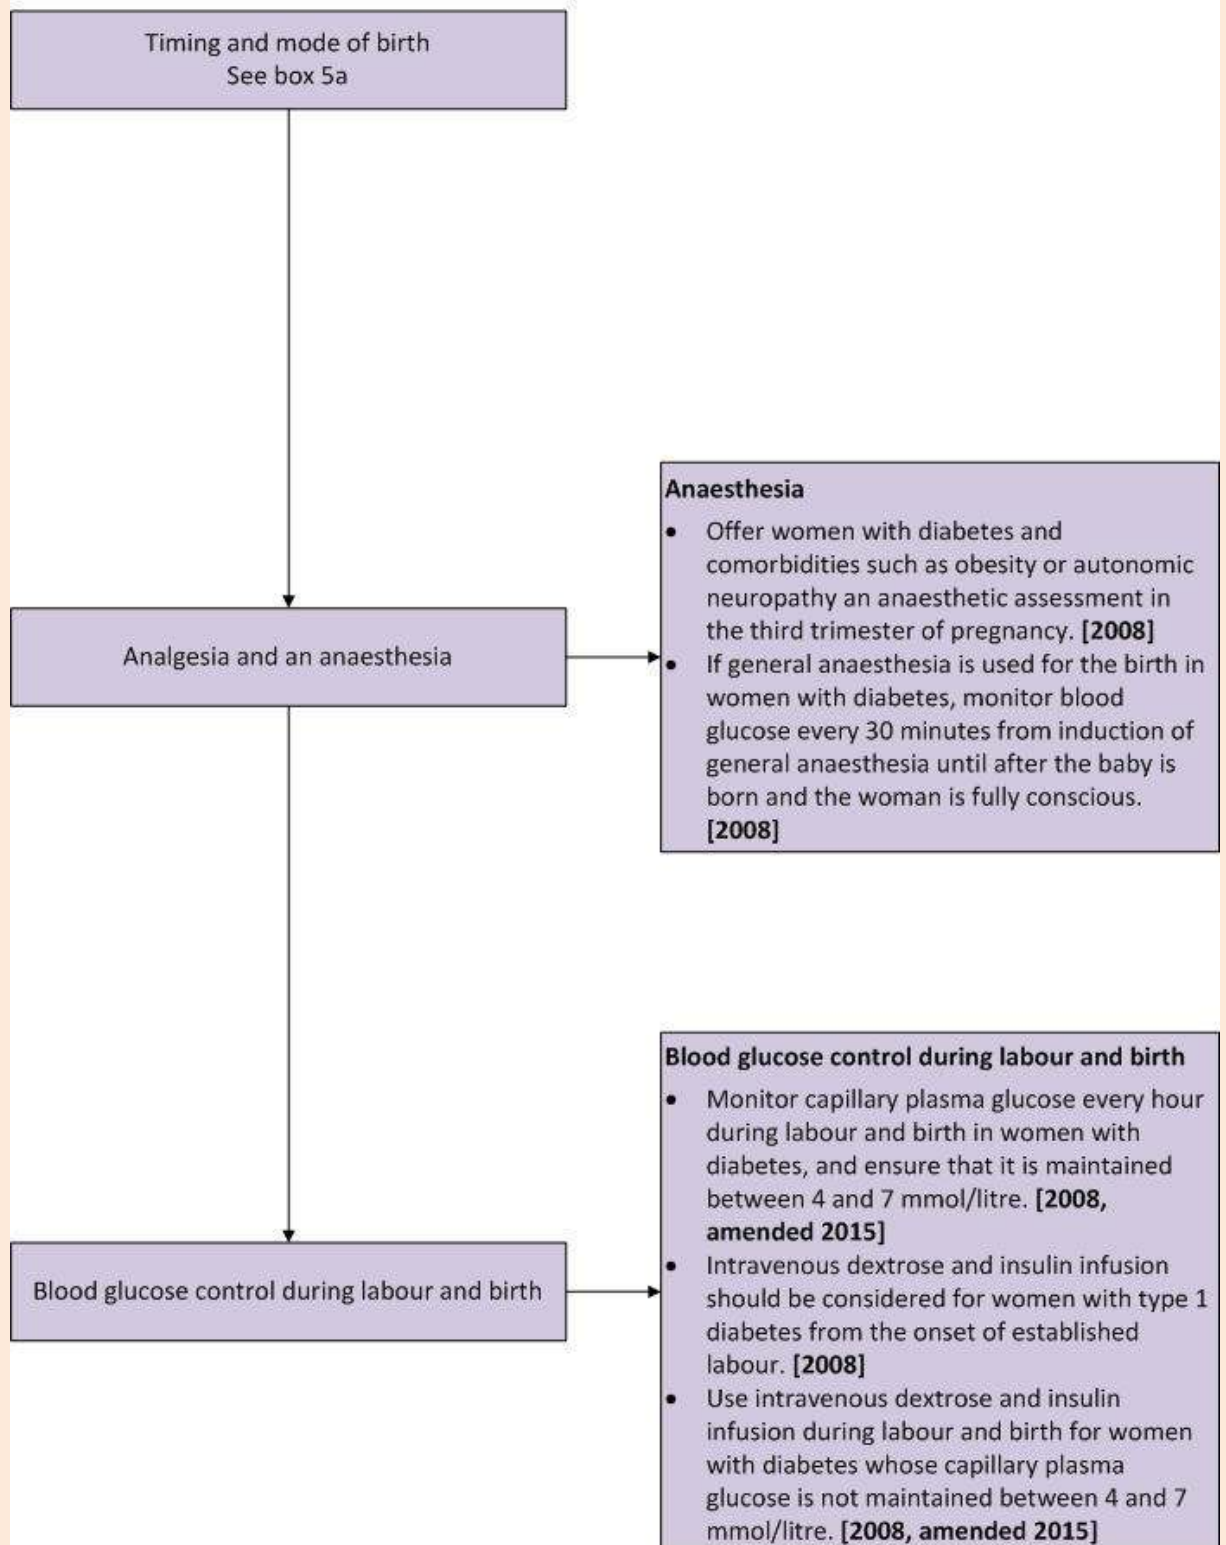 Timing and mode of birth
See box 5a
Anaesthesia
• Offer women with diabetes and
comorbidities such as obesity or autonomic
neuropathy an anaesthetic assessment in
the third trimester of pregnancy. [2008]
• If general anaesthesia is used for the birth in
women with diabetes, monitor blood
glucose every 30 minutes from induction of
general anaesthesia until after the baby is
born and the woman is fully conscious.
[2008]
Analgesia and an anaesthesia
Blood glucose control during labour and birth
• Monitor capillary plasma glucose every hour
during labour and birth in women with
diabetes, and ensure that it is maintained
between 4 and 7 mmol/litre. [2008,
amended 2015]
• Intravenous dextrose and insulin infusion
should be considered for women with type 1
diabetes from the onset of established
labour. [2008]
• Use intravenous dextrose and insulin
infusion during labour and birth for women
with diabetes whose capillary plasma
glucose is not maintained between 4 and 7
mmol/litre. [2008, amended 2015]
Blood glucose control during labour and birth